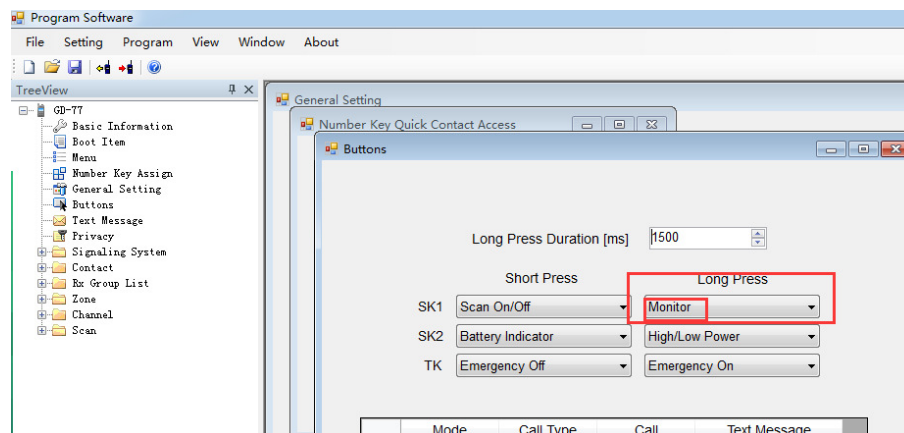 Program Software
File Setting Program View Window About
TreeView
GD-77
Basic Information
Boot Item
Menu
Number Key Assign
General Setting
Buttons
Text Message
Privacy
Signaling System
Contact
Rx Group List
Zone
Channel
Scan
General Setting
Number Key Quick Contact Access
Buttons
Long Press Duration [ms] 1500
Short Press Long Press
SK1 Scan On/Off Monitor
SK2 Battery Indicator High/Low Power
TK Emergency Off Emergency On
Mode Call Type Call Text Message